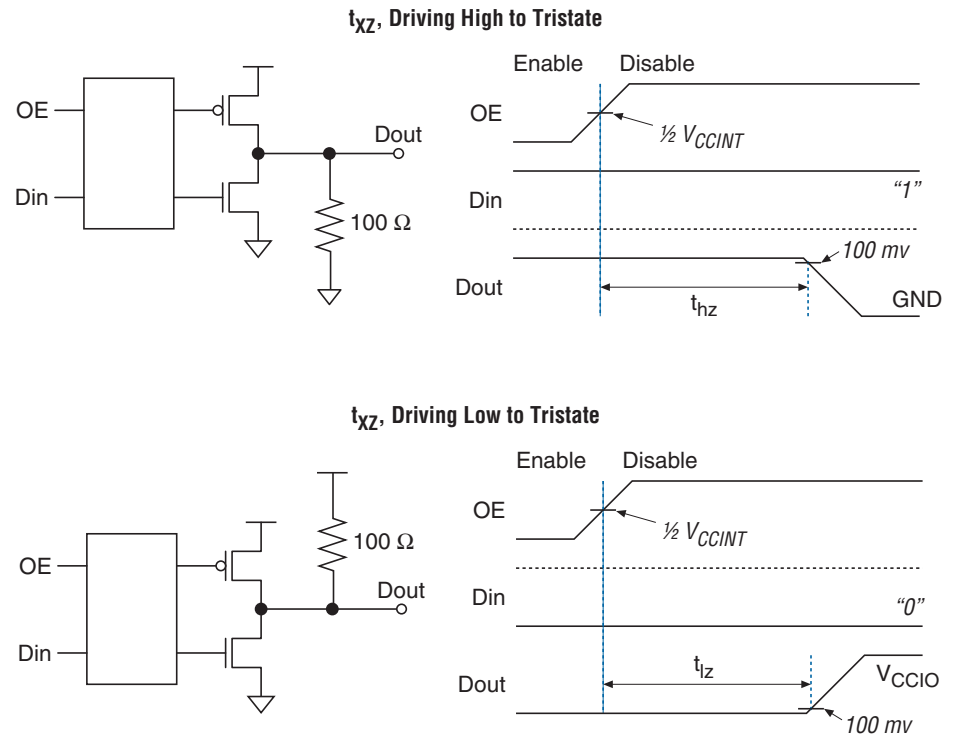 tXZ, Driving High to Tristate
Enable Disable
OE
Din
Dout
100 Ω
OE
½ VCCINT
Din
“1”
Dout
100 mv
thz
GND
tXZ, Driving Low to Tristate
Enable Disable
100 Ω
OE
Din
Dout
OE
½ VCCINT
Din
“0”
Dout
tlz
VCCIO
100 mv